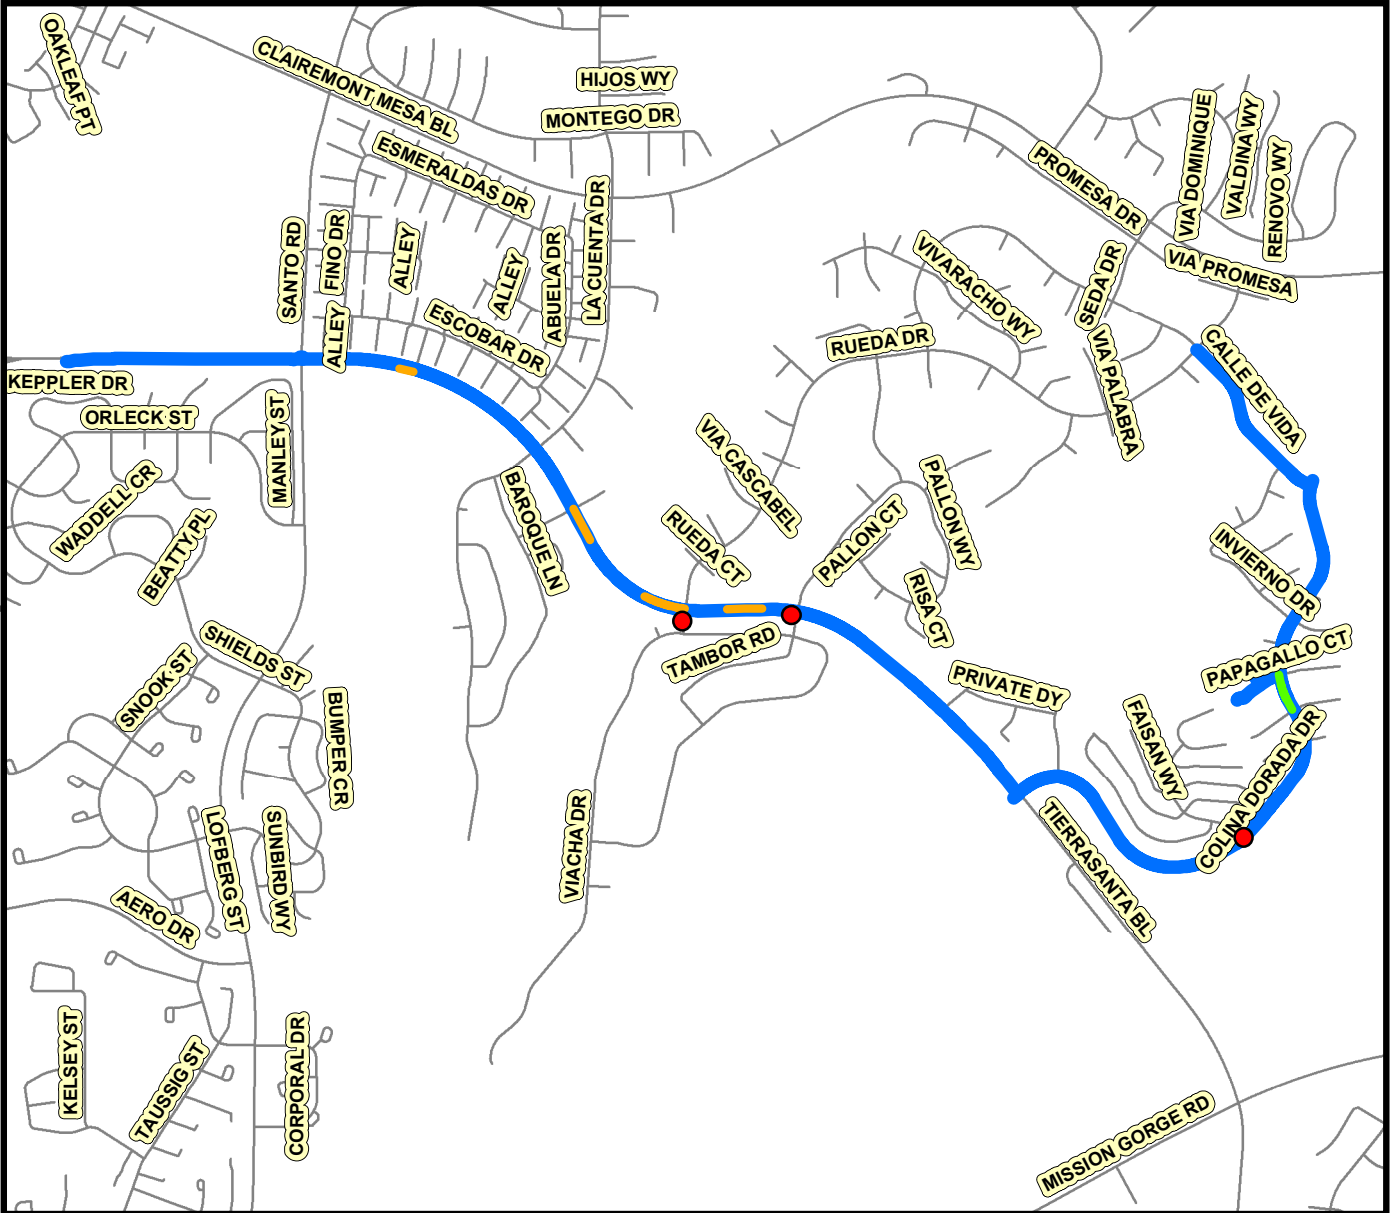 OAKLEAF PT
CLAIREMONT MESA BL
HIJOS WY
MONTEGO DR
ESMERALDAS DR
PROMESA DR
VIA DOMINIQUE
VALDINA WY
RENOVO WY
SANTO RD
FINO DR
ALLEY
ALLEY
ABUELA DR
LA CUENTA DR
VIVARACHO WY
SEDA DR
VIA PROMESA
ALLEY
ESCOBAR DR
RUEDA DR
VIA PALABRA
CALLE DE VIDA
KEPPLER DR
ORLECK ST
MANLEY ST
WADDELL CR
BEATTY PL
BAROQUE LN
VIA CASCABEL
RUEDA CT
PALLON CT
PALLON WY
RISA CT
INVIERNO DR
SHIELDS ST
SNOOK ST
TAMBOR RD
PRIVATE DY
PAPAGALLO CT
BUMPER CR
FAISAN WY
COLINA DORADA DR
LOFBERG ST
SUNBIRD WY
VIACHA DR
TIERRASANTA BL
AERO DR
KELSEY ST
TAUSSIG ST
CORPORAL DR
MISSION GORGE RD